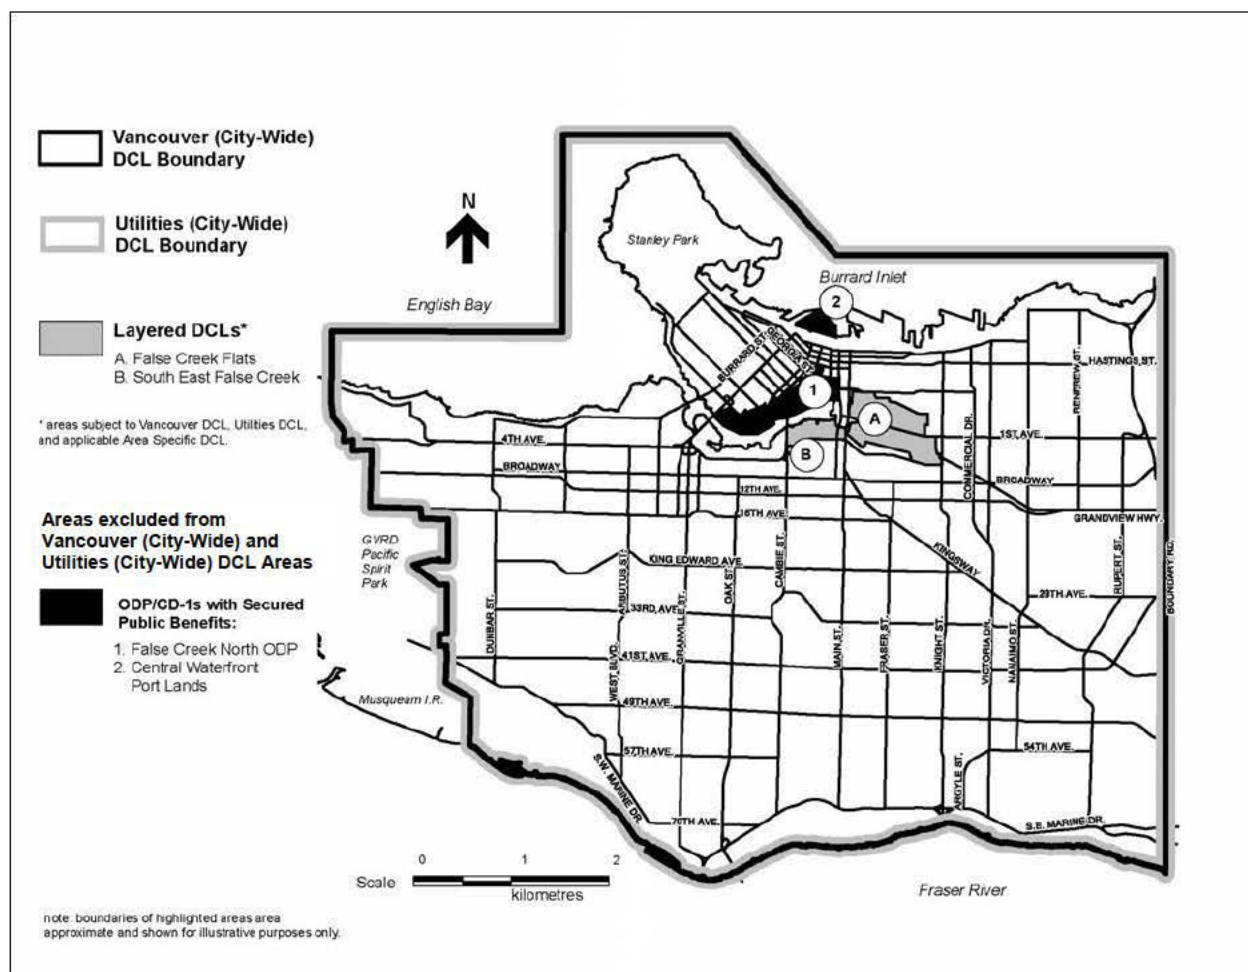 Vancouver (City-Wide)
DCL Boundary
Utilities (City-Wide)
DCL Boundary
Layered DCLs*
A. False Creek Flats
B. South East False Creek
* areas subject to Vancouver DCL, Utilities DCL,
and applicable Area Specific DCL.
Areas excluded from
Vancouver (City-Wide) and
Utilities (City-Wide) DCL Areas
ODP/CD-1s with Secured
Public Benefits:
1. False Creek North ODP
2. Central Waterfront
Port Lands
note: boundaries of highlighted areas area
approximate and shown for illustrative purposes only.
N
English Bay
Stanley Park
Burrard Inlet
2
1
A
B
BURRARD ST.
GEORGIA ST.
HASTINGS ST.
RENFREW ST.
COMMERCIAL DR.
1ST AVE.
4TH AVE.
BROADWAY
BROADWAY
12TH AVE.
16TH AVE.
GRANDVIEW HWY.
GVRD
Pacific
Spirit
Park
KING EDWARD AVE.
KINGSWAY
CAMBIE ST.
OAK ST.
ARBUTUS ST.
RUPERT ST.
BOUNDARY RD.
29TH AVE.
33RD AVE.
DUNBAR ST.
GRANVILLE ST.
MAIN ST.
FRASER ST.
KNIGHT ST.
VICTORIA DR.
NANAIMO ST.
41ST AVE.
WEST BLVD.
49TH AVE.
Musqueam I.R.
57TH AVE.
54TH AVE.
S.W. MARINE DR.
ARGYLE ST.
70TH AVE.
S.E. MARINE DR.
0 1 2
Scale
kilometres
Fraser River